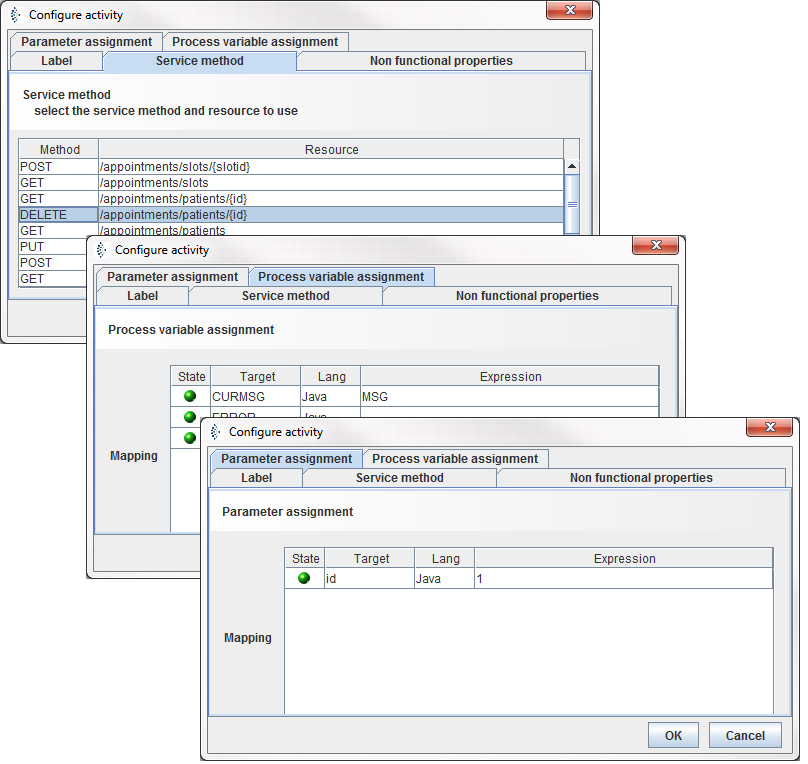 Configure activity
Parameter assignment Process variable assignment
Label Service method Non functional properties
Service method
select the service method and resource to use
Method Resource
POST /appointments/slots/{slotid}
GET /appointments/slots
GET /appointments/patients/{id}
DELETE /appointments/patients/{id}
GET /appointments/patients
PUT
POST
GET
Configure activity
Parameter assignment Process variable assignment
Label Service method Non functional properties
Process variable assignment
State Target Lang Expression
CURMSG Java MSG
ERROR Java
Mapping
Configure activity
Parameter assignment Process variable assignment
Label Service method Non functional properties
Parameter assignment
State Target Lang Expression
id Java 1
Mapping
OK Cancel